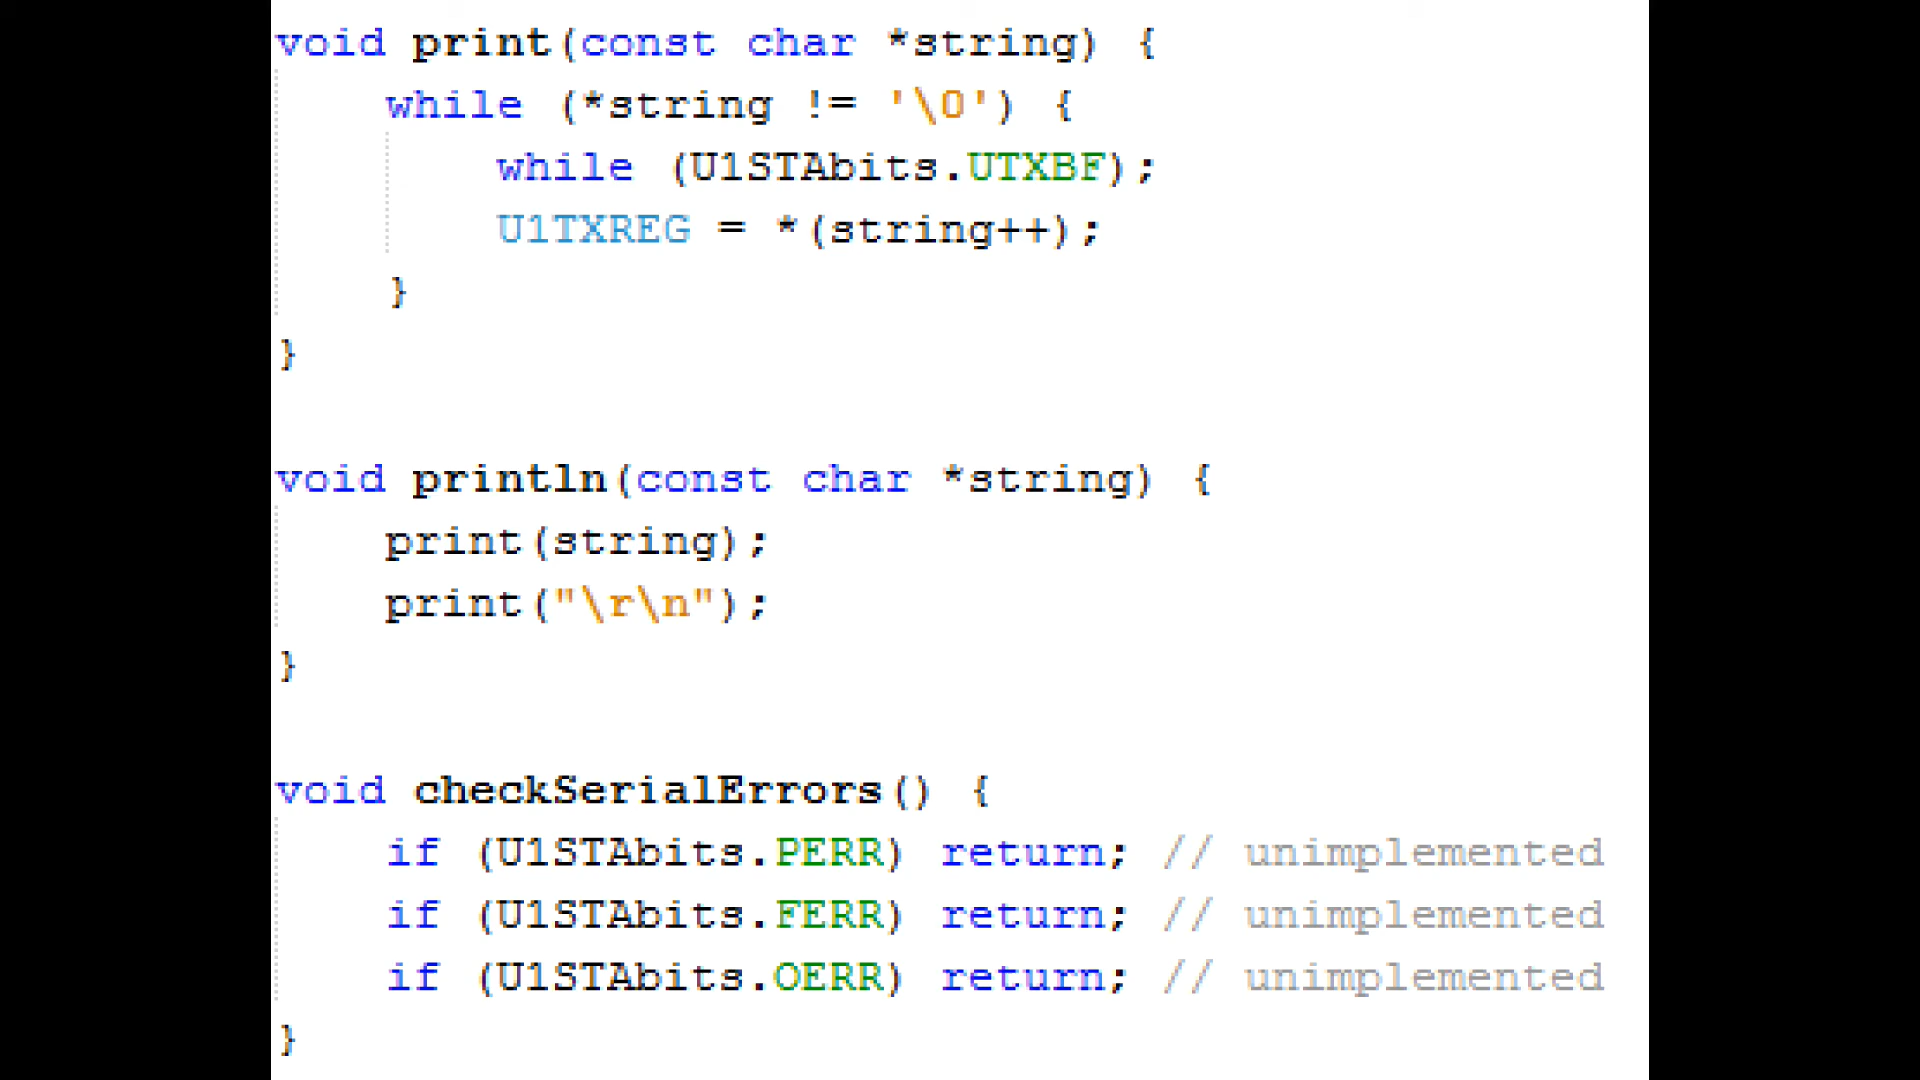 void print(const char *string) {
    while (*string != '\0') {
        while (U1STAbits.UTXBF);
        U1TXREG = *(string++);
    }
}
void println(const char *string) {
    print(string);
    print("\r\n");
}
void checkSerialErrors() {
    if (U1STAbits.PERR) return; // unimplemented
    if (U1STAbits.FERR) return; // unimplemented
    if (U1STAbits.OERR) return; // unimplemented
}